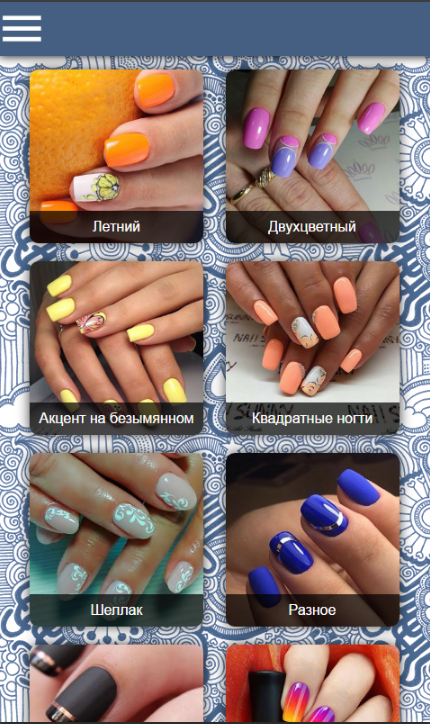 Летний
Двухцветный
Акцент на безымянном
Квадратные ногти
Шеллак
Разное